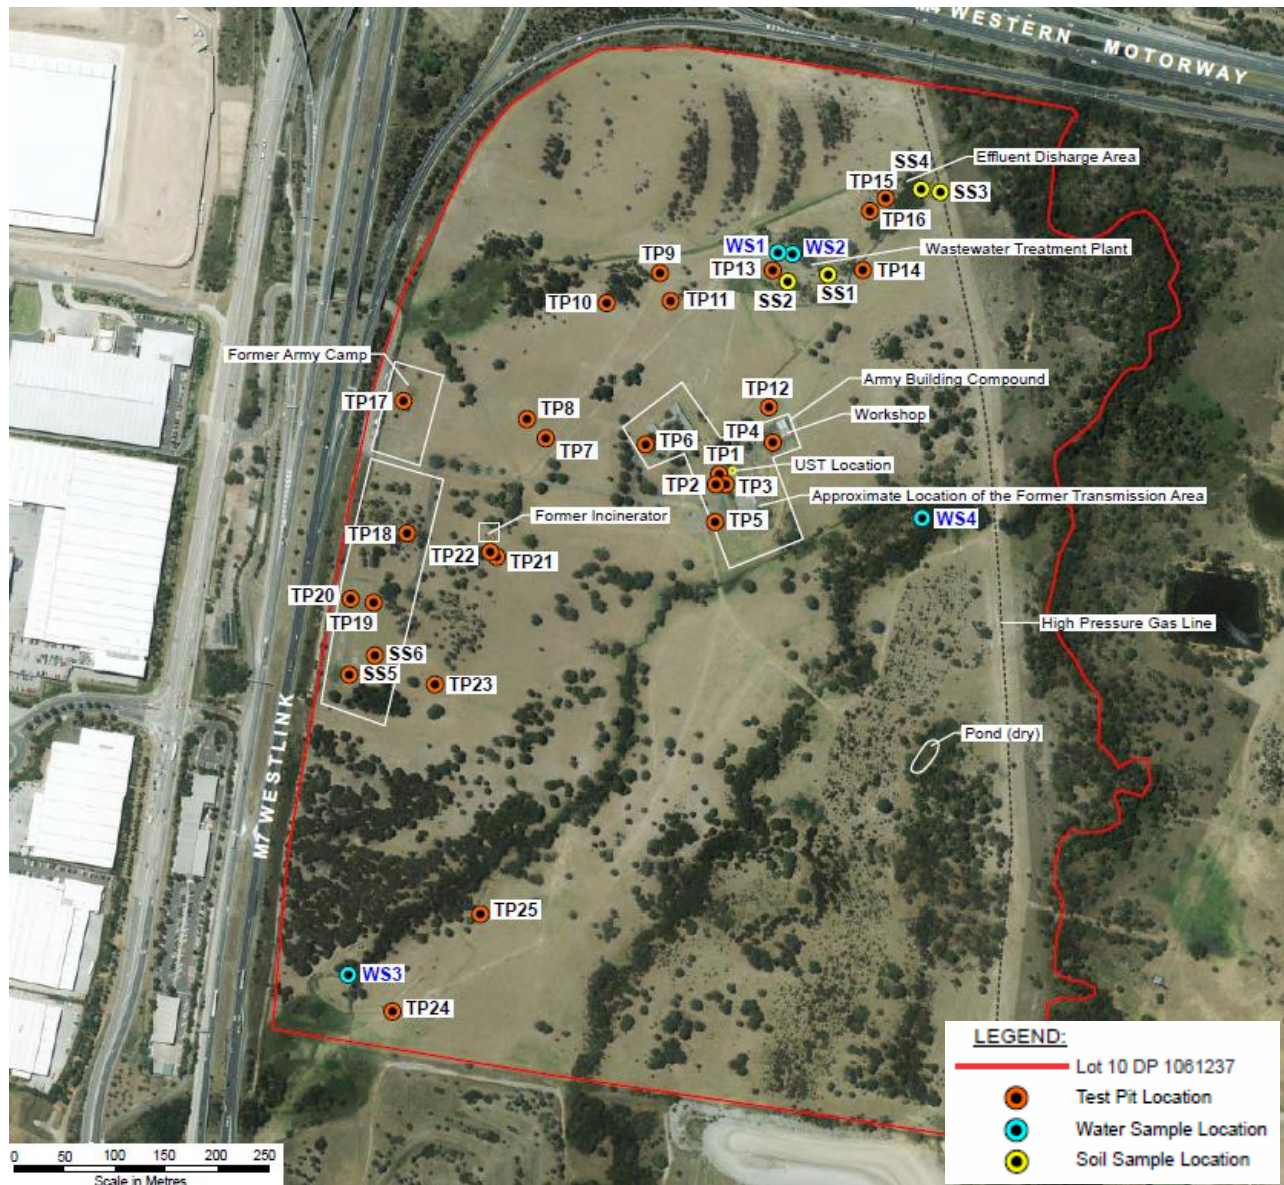 M4 WESTERN MOTORWAY
SS4
Effluent Disharge Area
TP15
SS3
TP16
WS1
WS2
Wastewater Treatment Plant
TP9
TP13
TP14
SS1
SS2
TP10
TP11
Former Army Camp
Army Building Compound
TP17
TP12
TP8
Workshop
TP4
TP6
TP7
TP1
UST Location
TP2
TP3
Approximate Location of the Former Transmission Area
Former Incinerator
TP5
WS4
TP18
TP22
TP21
TP20
TP19
High Pressure Gas Line
SS6
SS5
TP23
M7 WESTLINK
Pond (dry)
TP25
WS3
TP24
LEGEND:
Lot 10 DP 1061237
Test Pit Location
Water Sample Location
Soil Sample Location
0 50 100 150 200 250
Scale in Metres